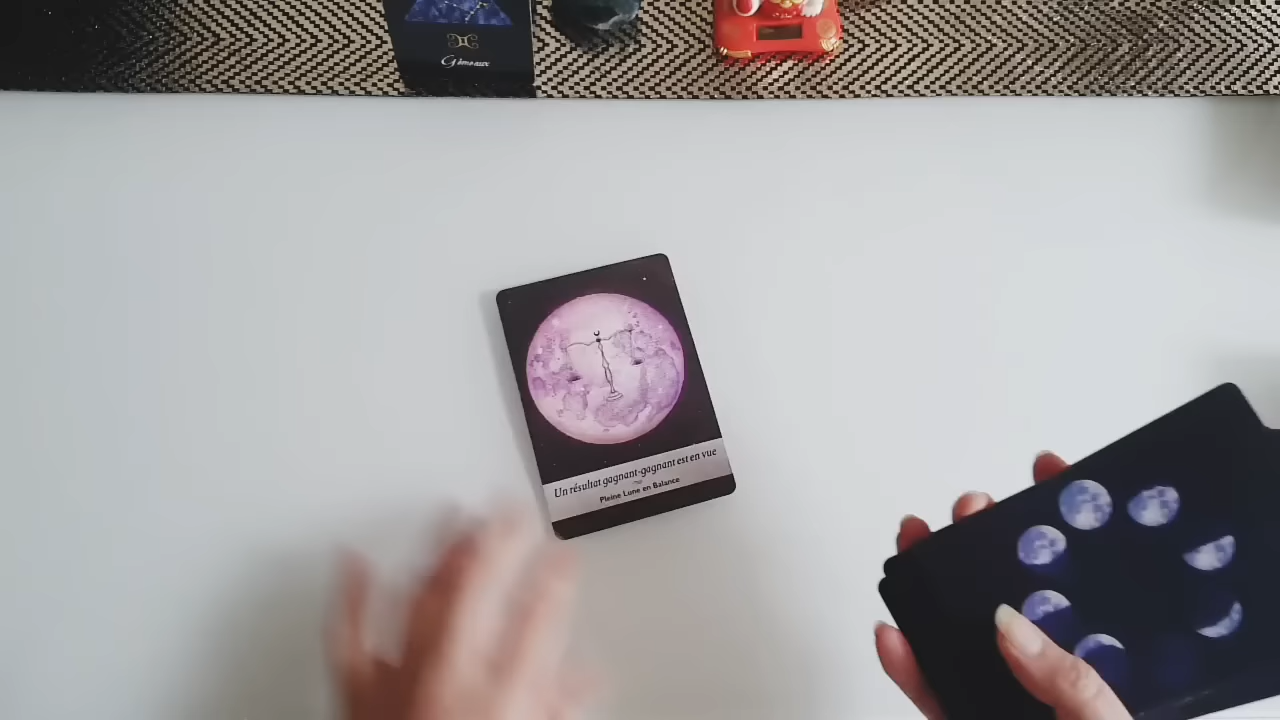 Gémeaux
Un résultat gagnant-gagnant est en vue
Pleine Lune en Balance